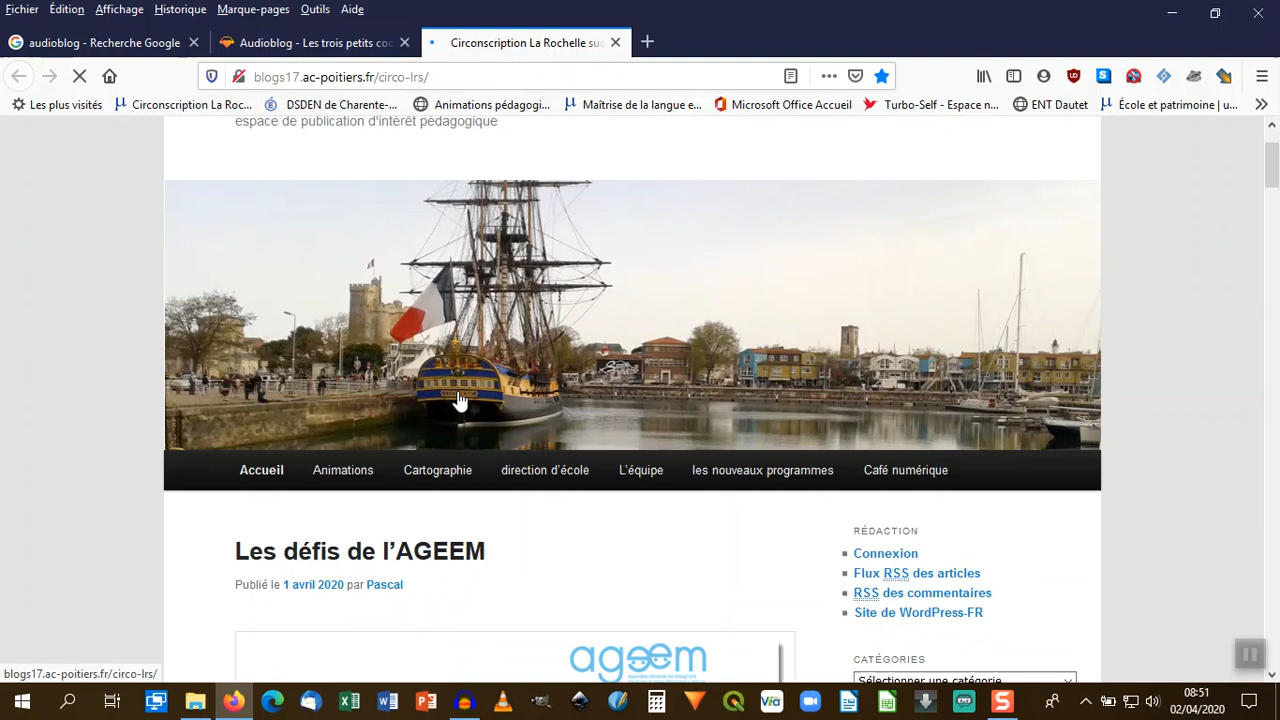 Fichier Édition Affichage Historique Marque-pages Outils Aide
audioblog - Recherche Google
Audioblog - Les trois petits coc
Circonscription La Rochelle suc
blogs17.ac-poitiers.fr/circo-lrs/
Les plus visités
Circonscription La Roc...
DSDEN de Charente-...
Animations pédagogi...
Maîtrise de la langue e...
Microsoft Office Accueil
Turbo-Self - Espace n...
ENT Dautet
École et patrimoine | u...
espace de publication d'intérêt pédagogique
Accueil Animations Cartographie direction d'école L'équipe les nouveaux programmes Café numérique
Les défis de l'AGEEM
Publié le 1 avril 2020 par Pascal
ageem
RÉDACTION
Connexion
Flux RSS des articles
RSS des commentaires
Site de WordPress-FR
CATÉGORIES
Sélectionner une catégorie
blogs17.ac-poitiers.fr/circo-lrs/
08:51
02/04/2020